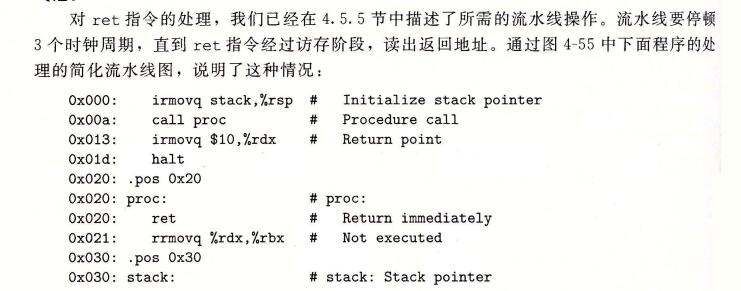 对 ret 指令的处理，我们已经在 4.5.5 节中描述了所需的流水线操作。流水线要停顿
3 个时钟周期，直到 ret 指令经过访存阶段，读出返回地址。通过图 4-55 中下面程序的处
理的简化流水线图，说明了这种情况：
0x000: irmovq stack,%rsp # Initialize stack pointer
0x00a: call proc # Procedure call
0x013: irmovq $10,%rdx # Return point
0x01d: halt
0x020: .pos 0x20
0x020: proc: # proc:
0x020: ret # Return immediately
0x021: rrmovq %rdx,%rbx # Not executed
0x030: .pos 0x30
0x030: stack: # stack: Stack pointer